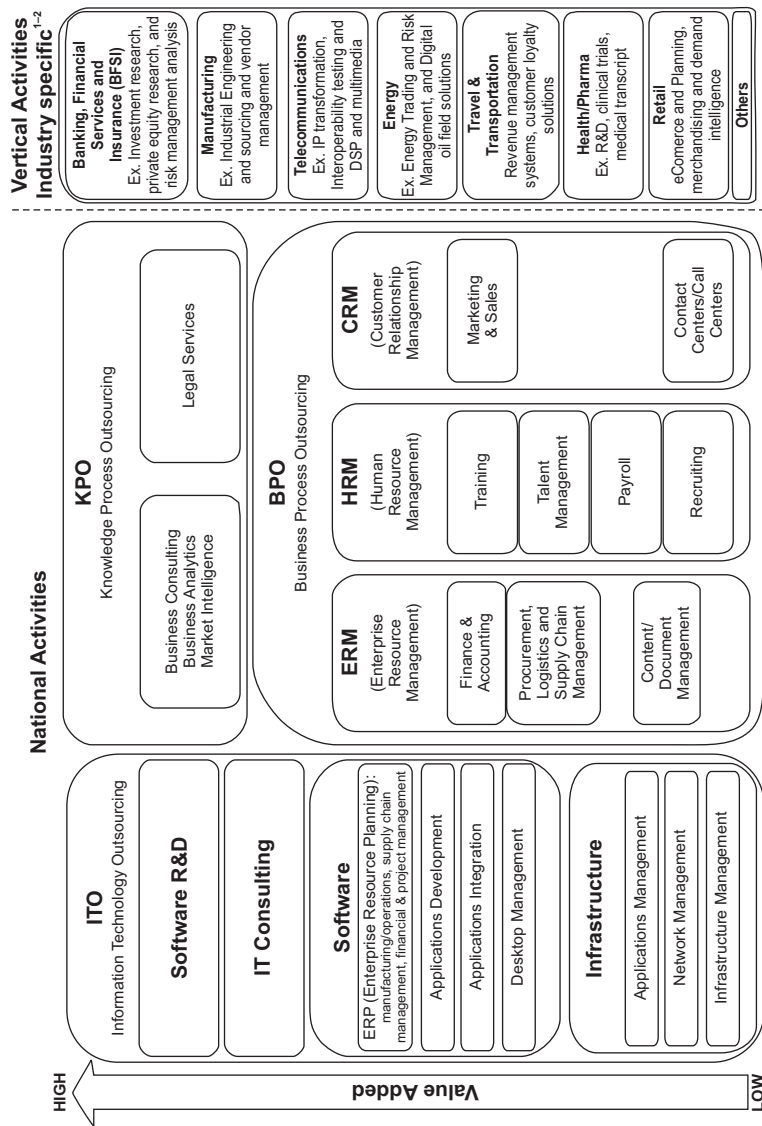 National Activities
HIGH
Value Added
LOW
ITO
Information Technology Outsourcing
Software R&D
IT Consulting
Software
ERP (Enterprise Resource Planning):
manufacturing/operations, supply chain
management, financial & project management
Applications Development
Applications Integration
Desktop Management
Infrastructure
Applications Management
Network Management
Infrastructure Management
KPO
Knowledge Process Outsourcing
Business Consulting
Business Analytics
Market Intelligence
Legal Services
BPO
Business Process Outsourcing
ERM
(Enterprise
Resource
Management)
Finance &
Accounting
Procurement,
Logistics and
Supply Chain
Management
Content/
Document
Management
HRM
(Human
Resource
Management)
Training
Talent
Management
Payroll
Recruiting
CRM
(Customer
Relationship
Management)
Marketing
& Sales
Contact
Centers/Call
Centers
Vertical Activities
Industry specific1–2
Banking, Financial
Services and
Insurance (BFSI)
Ex. Investment research,
private equity research, and
risk management analysis
Manufacturing
Ex. Industrial Engineering
and sourcing and vendor
management
Telecommunications
Ex. IP transformation,
Interoperability testing and
DSP and multimedia
Energy
Ex. Energy Trading and Risk
Management, and Digital
oil field solutions
Travel &
Transportation
Revenue management
systems, customer loyalty
solutions
Health/Pharma
Ex. R&D, clinical trials,
medical transcript
Retail
eComerce and Planning,
merchandising and demand
intelligence
Others